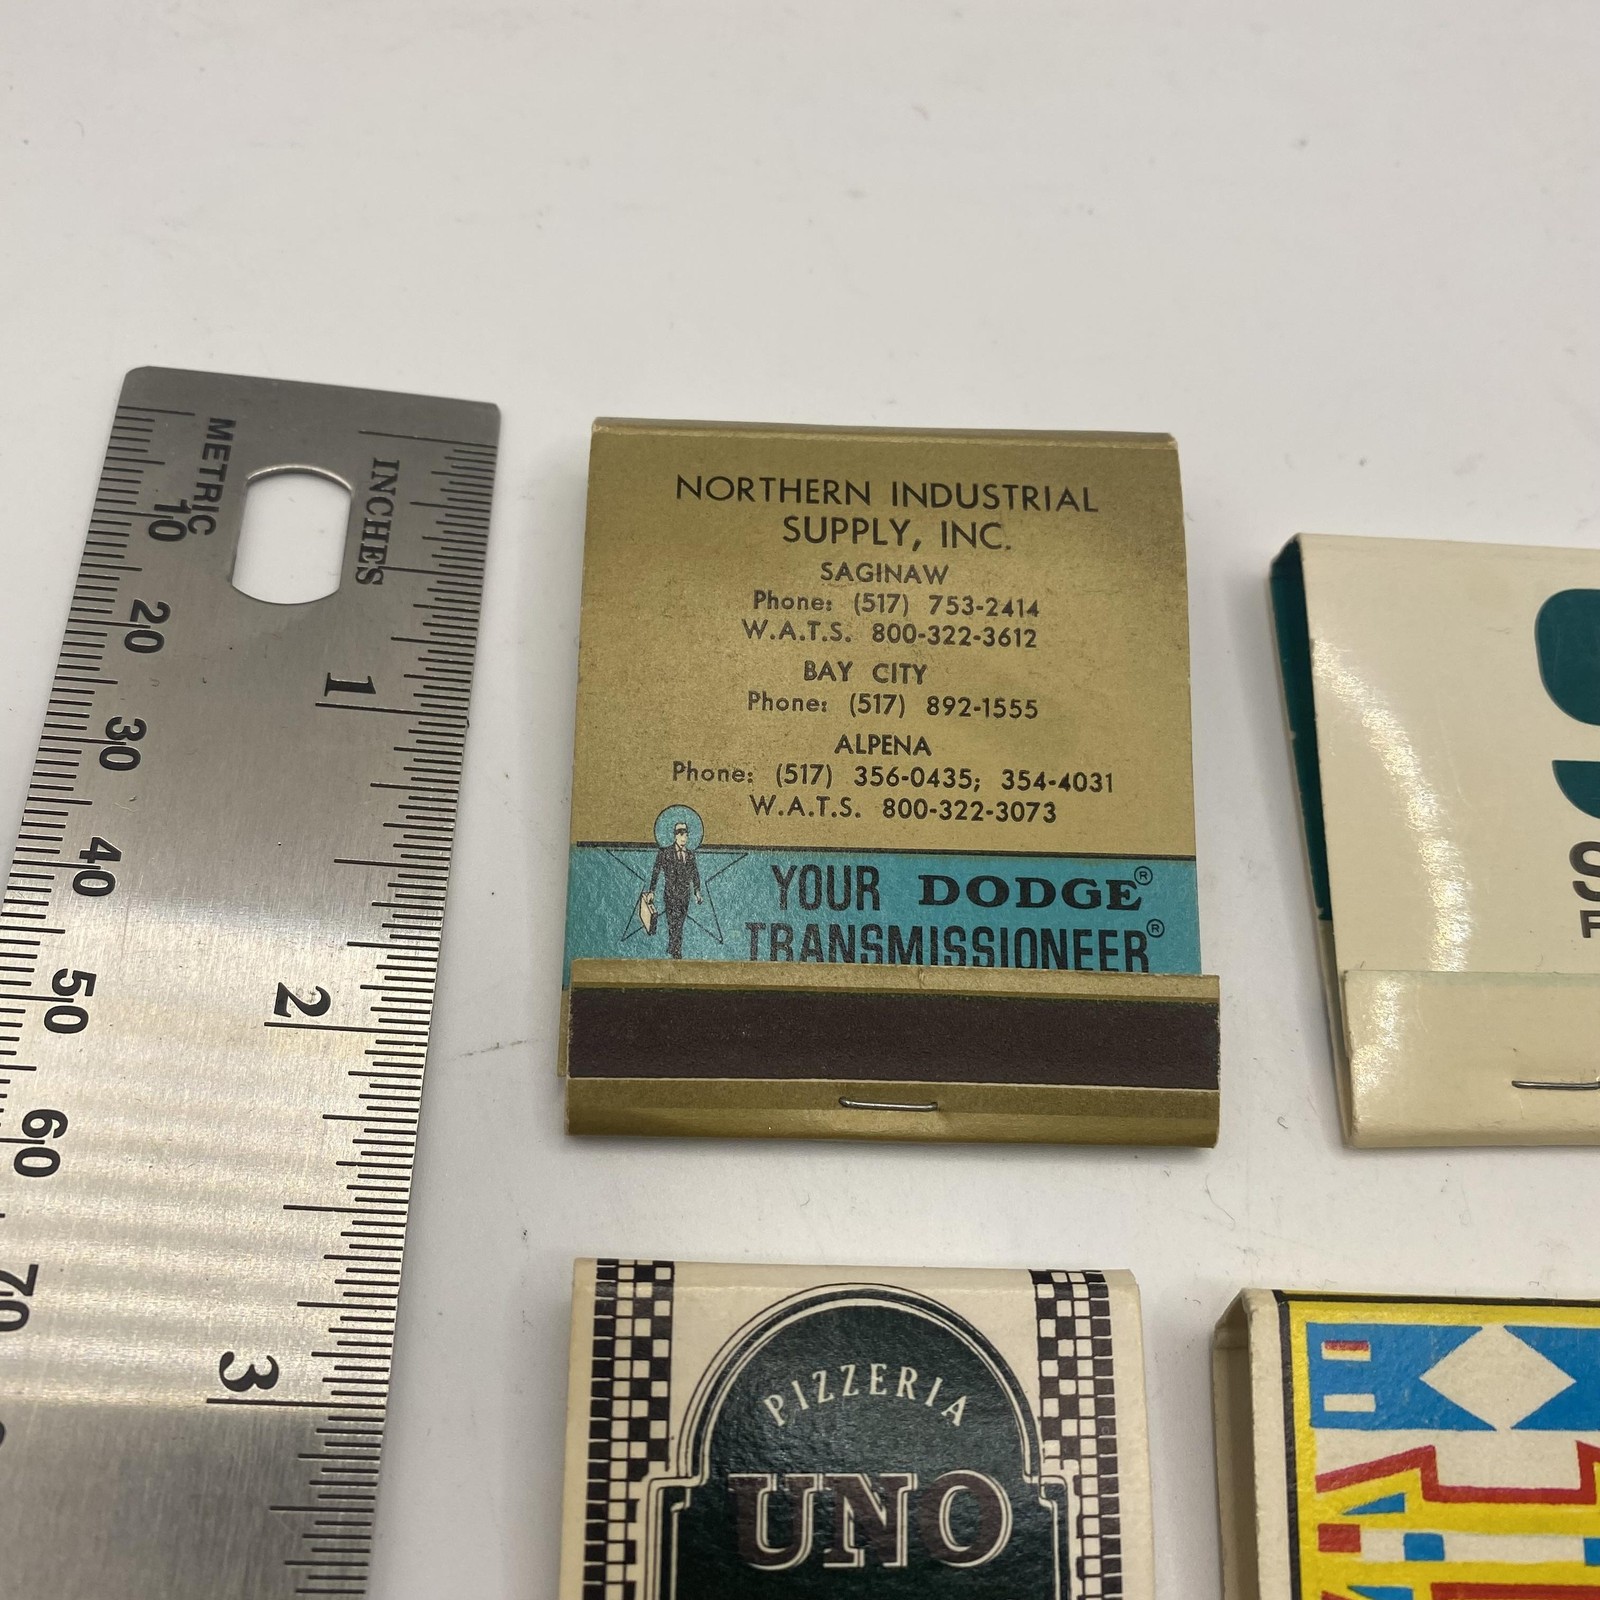 METRIC
INCHES
10
20
30
40
50
60
70
1
2
3
NORTHERN INDUSTRIAL
SUPPLY, INC.
SAGINAW
Phone: (517) 753-2414
W.A.T.S. 800-322-3612
BAY CITY
Phone: (517) 892-1555
ALPENA
Phone: (517) 356-0435; 354-4031
W.A.T.S. 800-322-3073
YOUR DODGE®
TRANSMISSIONEER®
PIZZERIA
UNO